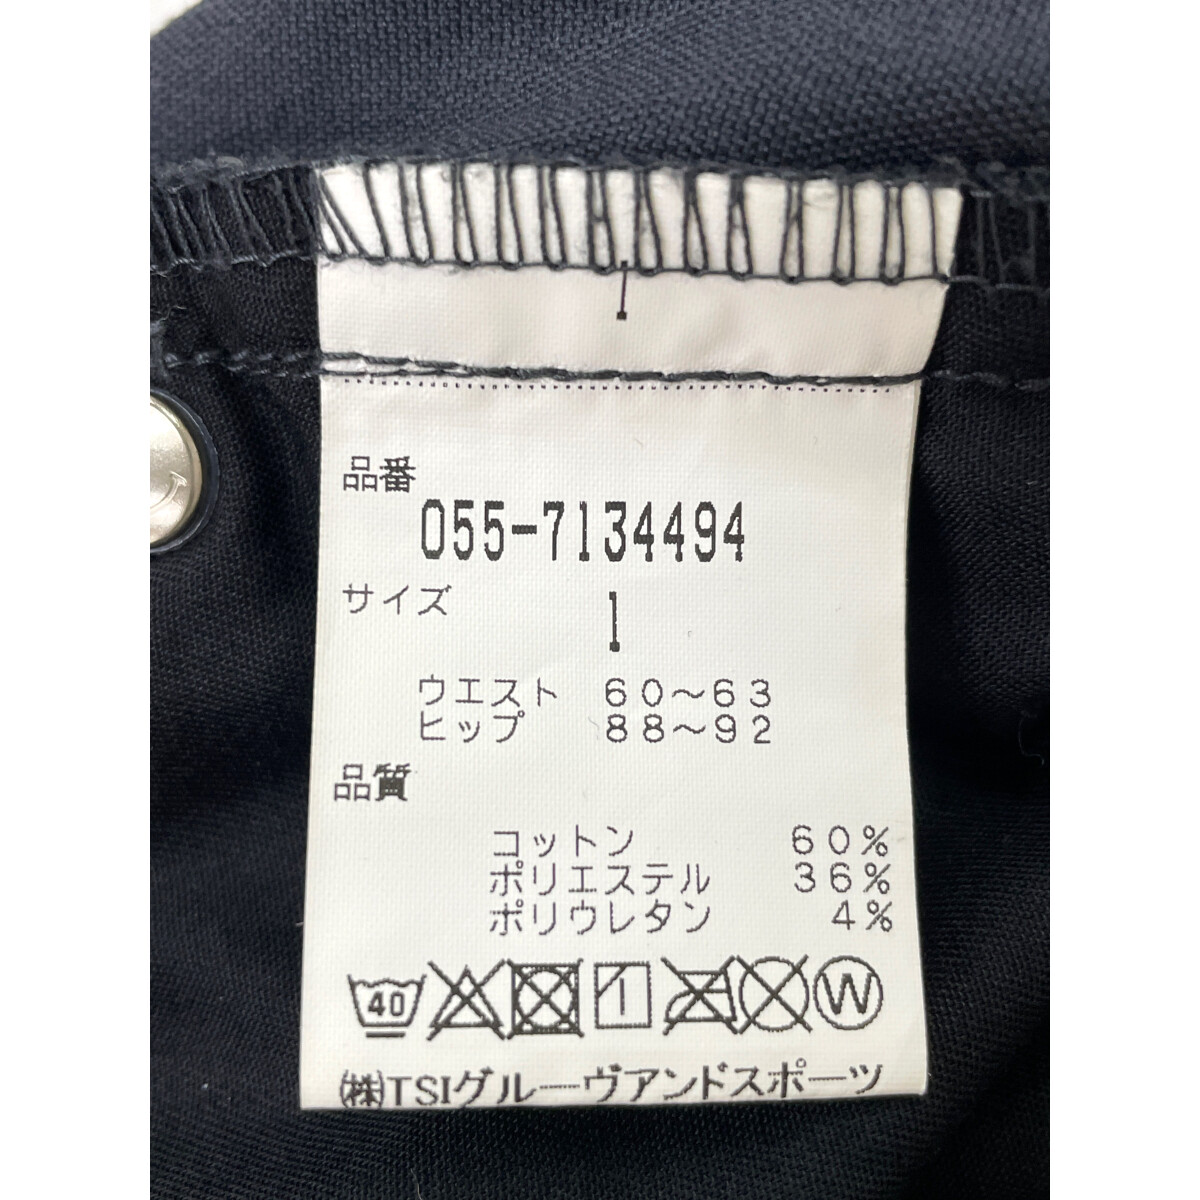 品番
055-7134494
サイズ 1
ウエスト 60～63
ヒップ 88～92
品質
コットン 60%
ポリエステル 36%
ポリウレタン 4%
40 W
㈱TSIグルーヴアンドスポーツ